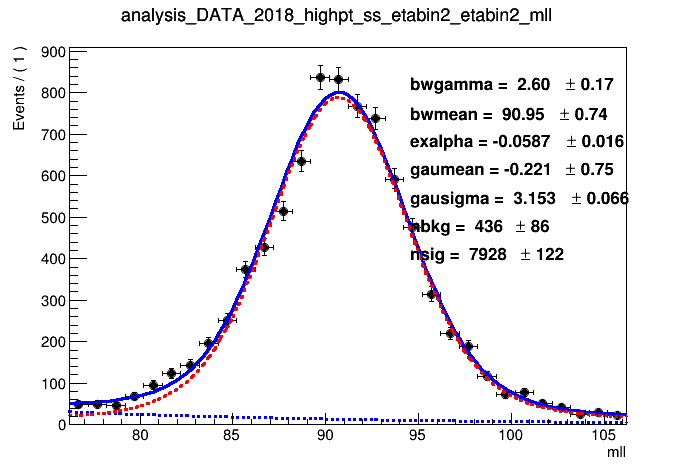 analysis_DATA_2018_highpt_ss_etabin2_etabin2_mll
Events / ( 1 )
900
800
700
600
500
400
300
200
100
0
bwgamma = 2.60 ± 0.17
bwmean = 90.95 ± 0.74
exalpha = -0.0587 ± 0.016
gaumean = -0.221 ± 0.75
gausigma = 3.153 ± 0.066
nbkg = 436 ± 86
nsig = 7928 ± 122
80 85 90 95 100 105
mll